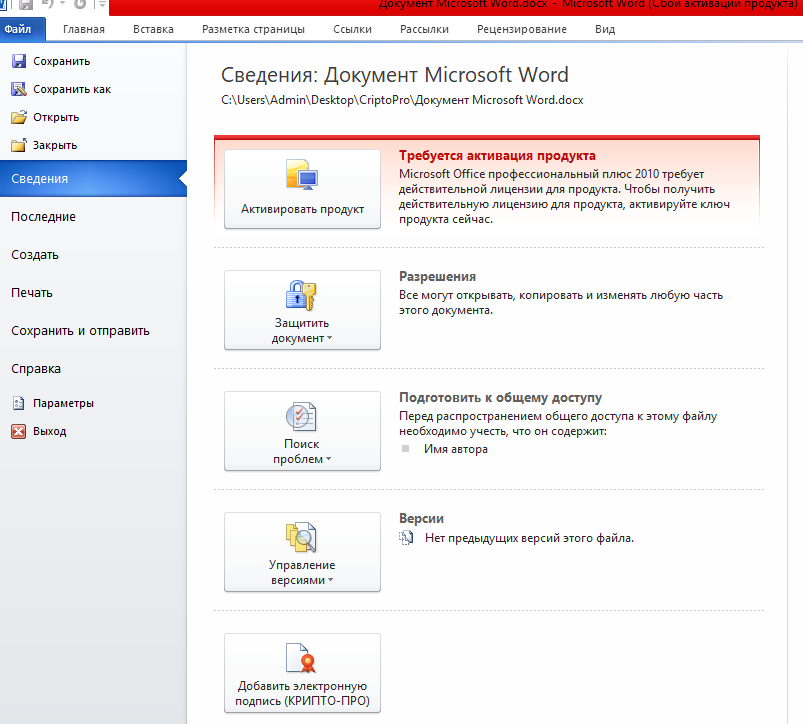 Документ Microsoft Word.docx - Microsoft Word (Сбой активации продукта)
Файл Главная Вставка Разметка страницы Ссылки Рассылки Рецензирование Вид
Сохранить
Сохранить как
Открыть
Закрыть
Сведения
Последние
Создать
Печать
Сохранить и отправить
Справка
Параметры
Выход
Сведения: Документ Microsoft Word
C:\Users\Admin\Desktop\CriptoPro\Документ Microsoft Word.docx
Активировать продукт
Требуется активация продукта
Microsoft Office профессиональный плюс 2010 требует
действительной лицензии для продукта. Чтобы получить
действительную лицензию для продукта, активируйте ключ
продукта сейчас.
Защитить
документ
Разрешения
Все могут открывать, копировать и изменять любую часть
этого документа.
Поиск
проблем
Подготовить к общему доступу
Перед распространением общего доступа к этому файлу
необходимо учесть, что он содержит:
Имя автора
Управление
версиями
Версии
Нет предыдущих версий этого файла.
Добавить электронную
подпись (КРИПТО-ПРО)